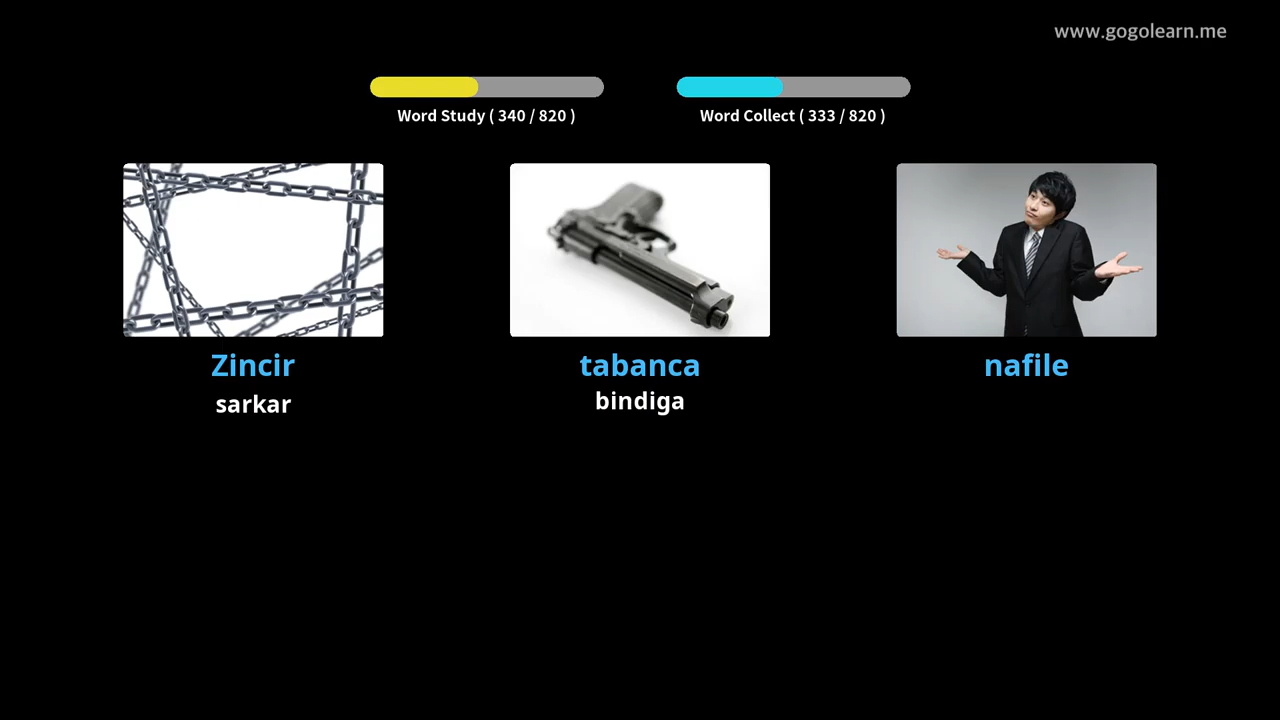 www.gogolearn.me
Word Study ( 340 / 820 )
Word Collect ( 333 / 820 )
Zincir
tabanca
nafile
sarkar
bindiga